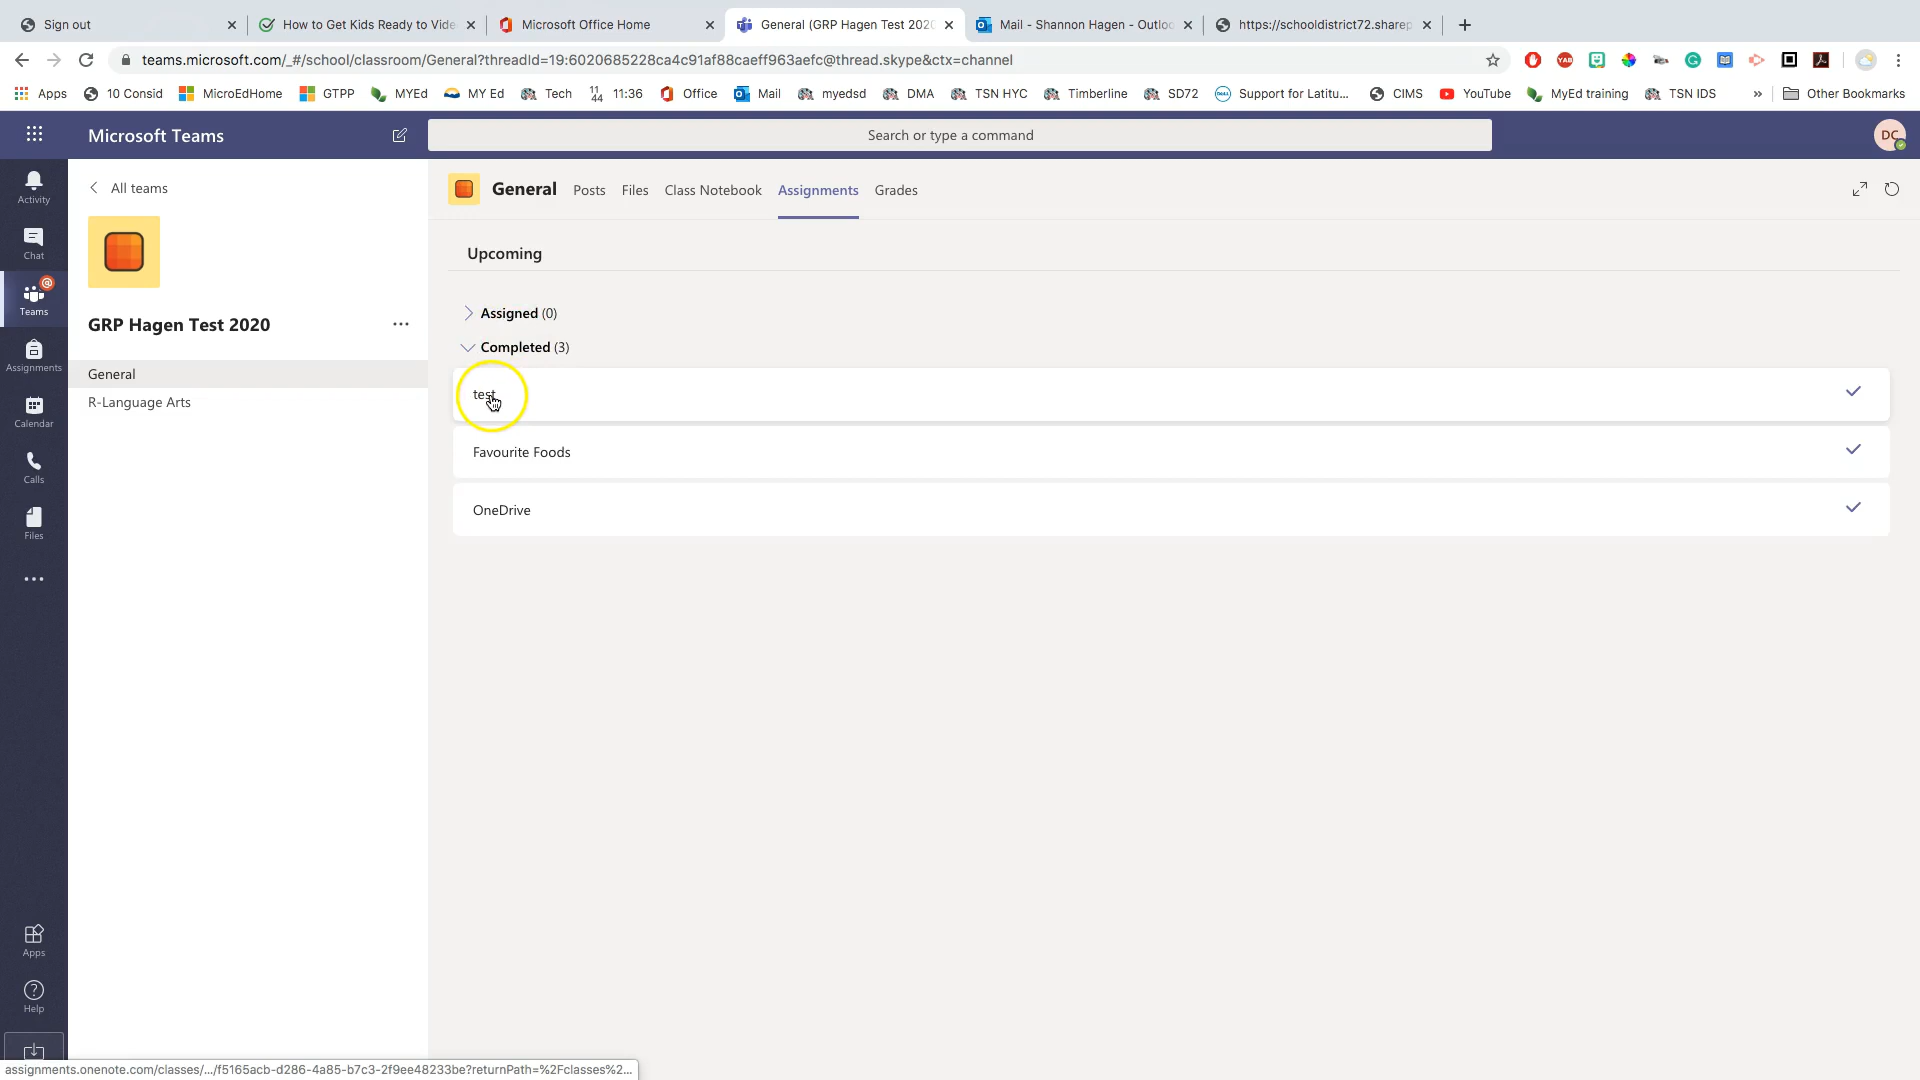 Sign out
How to Get Kids Ready to Vide
Microsoft Office Home
General (GRP Hagen Test 2020
Mail - Shannon Hagen - Outloo
https://schooldistrict72.sharep
teams.microsoft.com/_#/school/classroom/General?threadId=19:6020685228ca4c91af88caeff963aefc@thread.skype&ctx=channel
Apps
10 Consid
MicroEdHome
GTPP
MYEd
MY Ed
Tech
11 44
11:36
Office
Mail
myedsd
DMA
TSN HYC
Timberline
SD72
Support for Latitu...
CIMS
YouTube
MyEd training
TSN IDS
»
Other Bookmarks
Microsoft Teams
Search or type a command
DC
Activity
Chat
Teams
Assignments
Calendar
Calls
Files
Apps
Help
All teams
GRP Hagen Test 2020
General
R-Language Arts
General
Posts
Files
Class Notebook
Assignments
Grades
Upcoming
Assigned (0)
Completed (3)
test
Favourite Foods
OneDrive
assignments.onenote.com/classes/.../f5165acb-d286-4a85-b7c3-2f9ee48233be?returnPath=%2Fclasses%2...